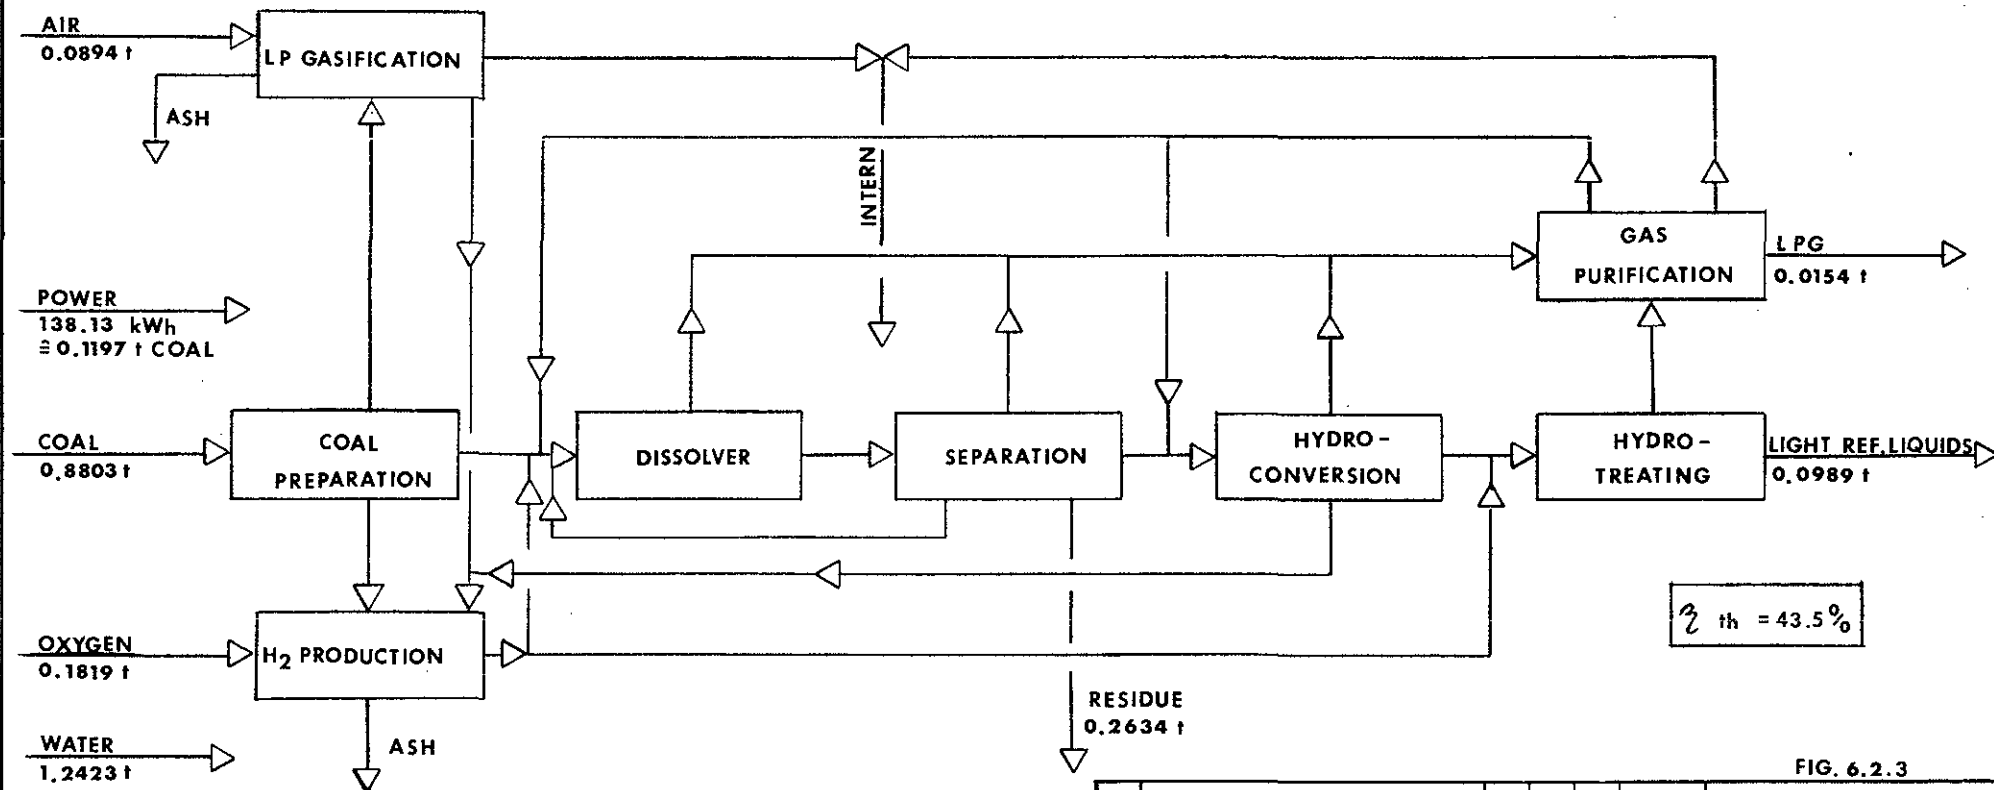 AIR
0.0894 t
LP GASIFICATION
ASH
INTERN
GAS
PURIFICATION
LPG
0.0154 t
POWER
138.13 kWh
≙ 0.1197 t COAL
COAL
0.8803 t
COAL
PREPARATION
DISSOLVER
SEPARATION
HYDRO-
CONVERSION
HYDRO-
TREATING
LIGHT REF. LIQUIDS
0.0989 t
OXYGEN
0.1819 t
H₂ PRODUCTION
η th = 43.5%
RESIDUE
0.2634 t
WATER
1.2423 t
ASH
FIG. 6.2.3